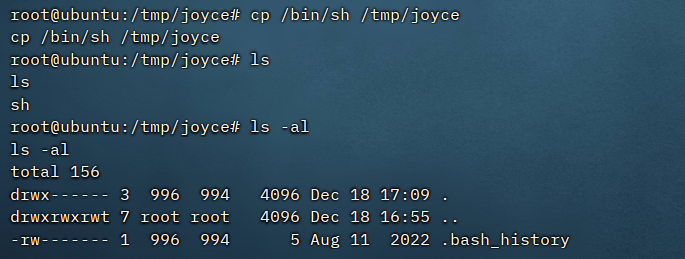 root@ubuntu:/tmp/joyce# cp /bin/sh /tmp/joyce
cp /bin/sh /tmp/joyce
root@ubuntu:/tmp/joyce# ls
ls
sh
root@ubuntu:/tmp/joyce# ls -al
ls -al
total 156
drwx------ 3  996  994   4096 Dec 18 17:09 .
drwxrwxrwt 7 root root   4096 Dec 18 16:55 ..
-rw------- 1  996  994      5 Aug 11  2022 .bash_history